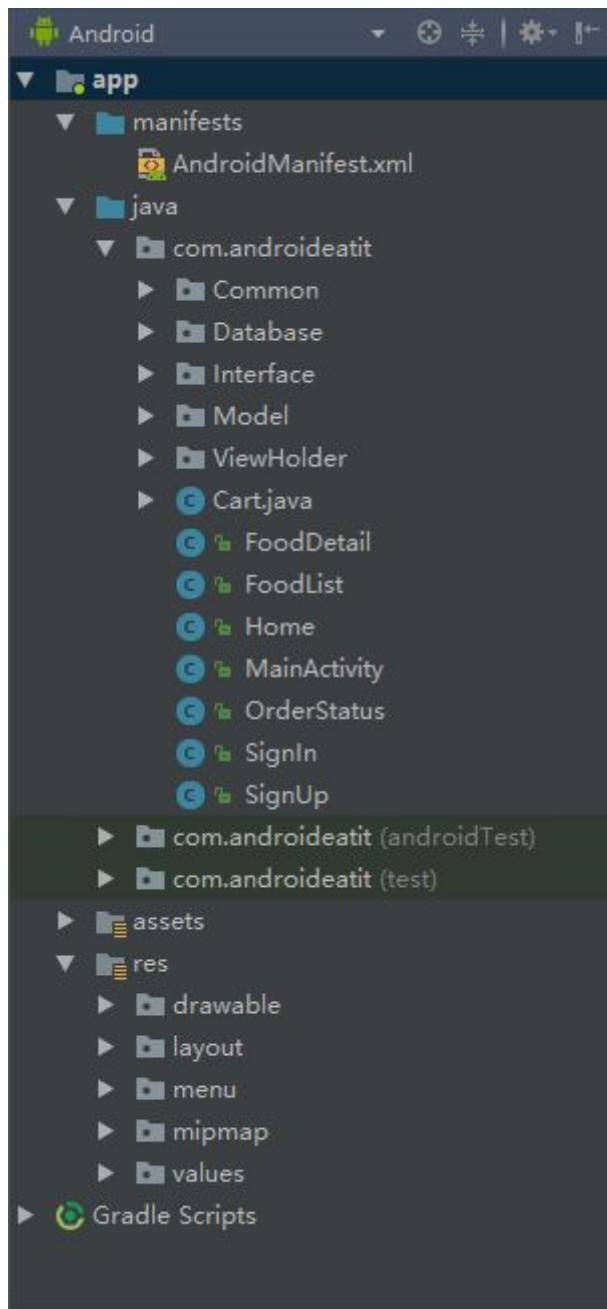 Android
app
manifests
AndroidManifest.xml
java
com.androideatit
Common
Database
Interface
Model
ViewHolder
Cart.java
FoodDetail
FoodList
Home
MainActivity
OrderStatus
SignIn
SignUp
com.androideatit (androidTest)
com.androideatit (test)
assets
res
drawable
layout
menu
mipmap
values
Gradle Scripts